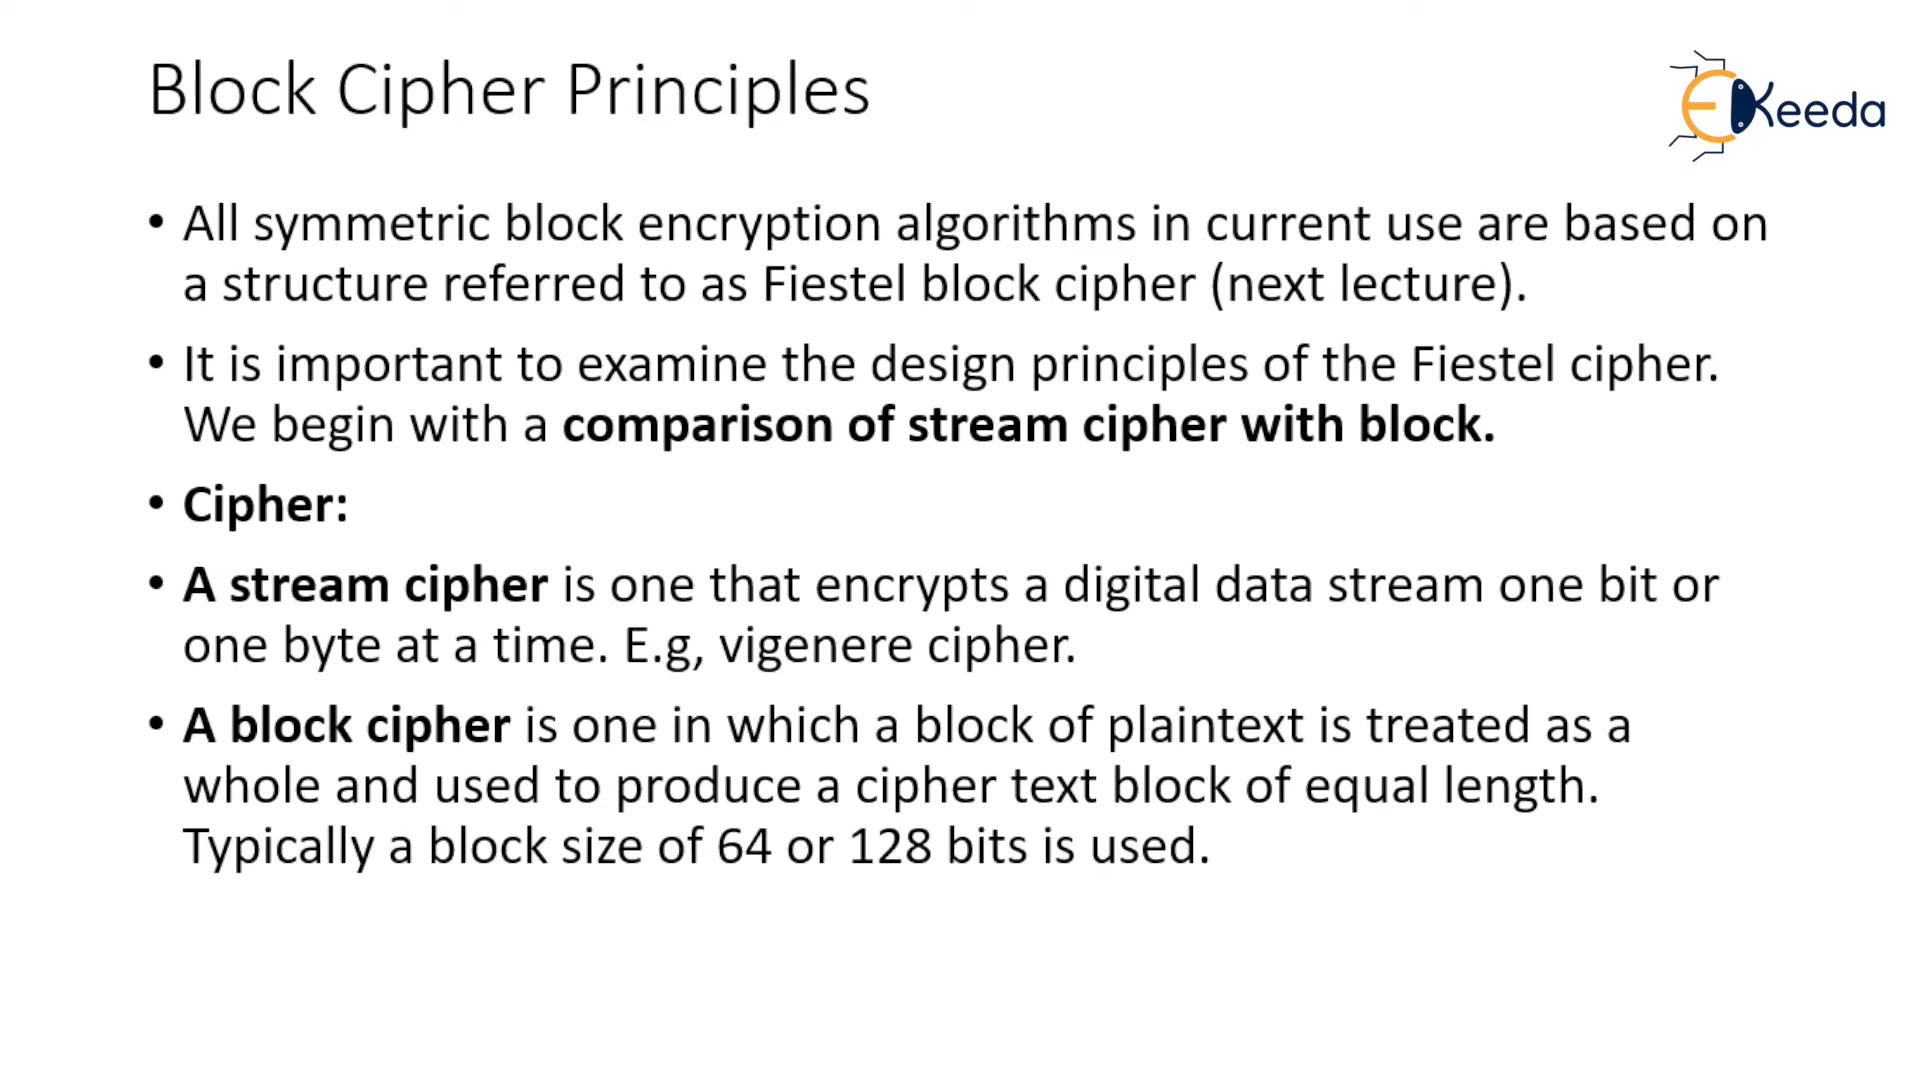 Block Cipher Principles
EKeeda
• All symmetric block encryption algorithms in current use are based on
a structure referred to as Fiestel block cipher (next lecture).
• It is important to examine the design principles of the Fiestel cipher.
We begin with a comparison of stream cipher with block.
• Cipher:
• A stream cipher is one that encrypts a digital data stream one bit or
one byte at a time. E.g, vigenere cipher.
• A block cipher is one in which a block of plaintext is treated as a
whole and used to produce a cipher text block of equal length.
Typically a block size of 64 or 128 bits is used.